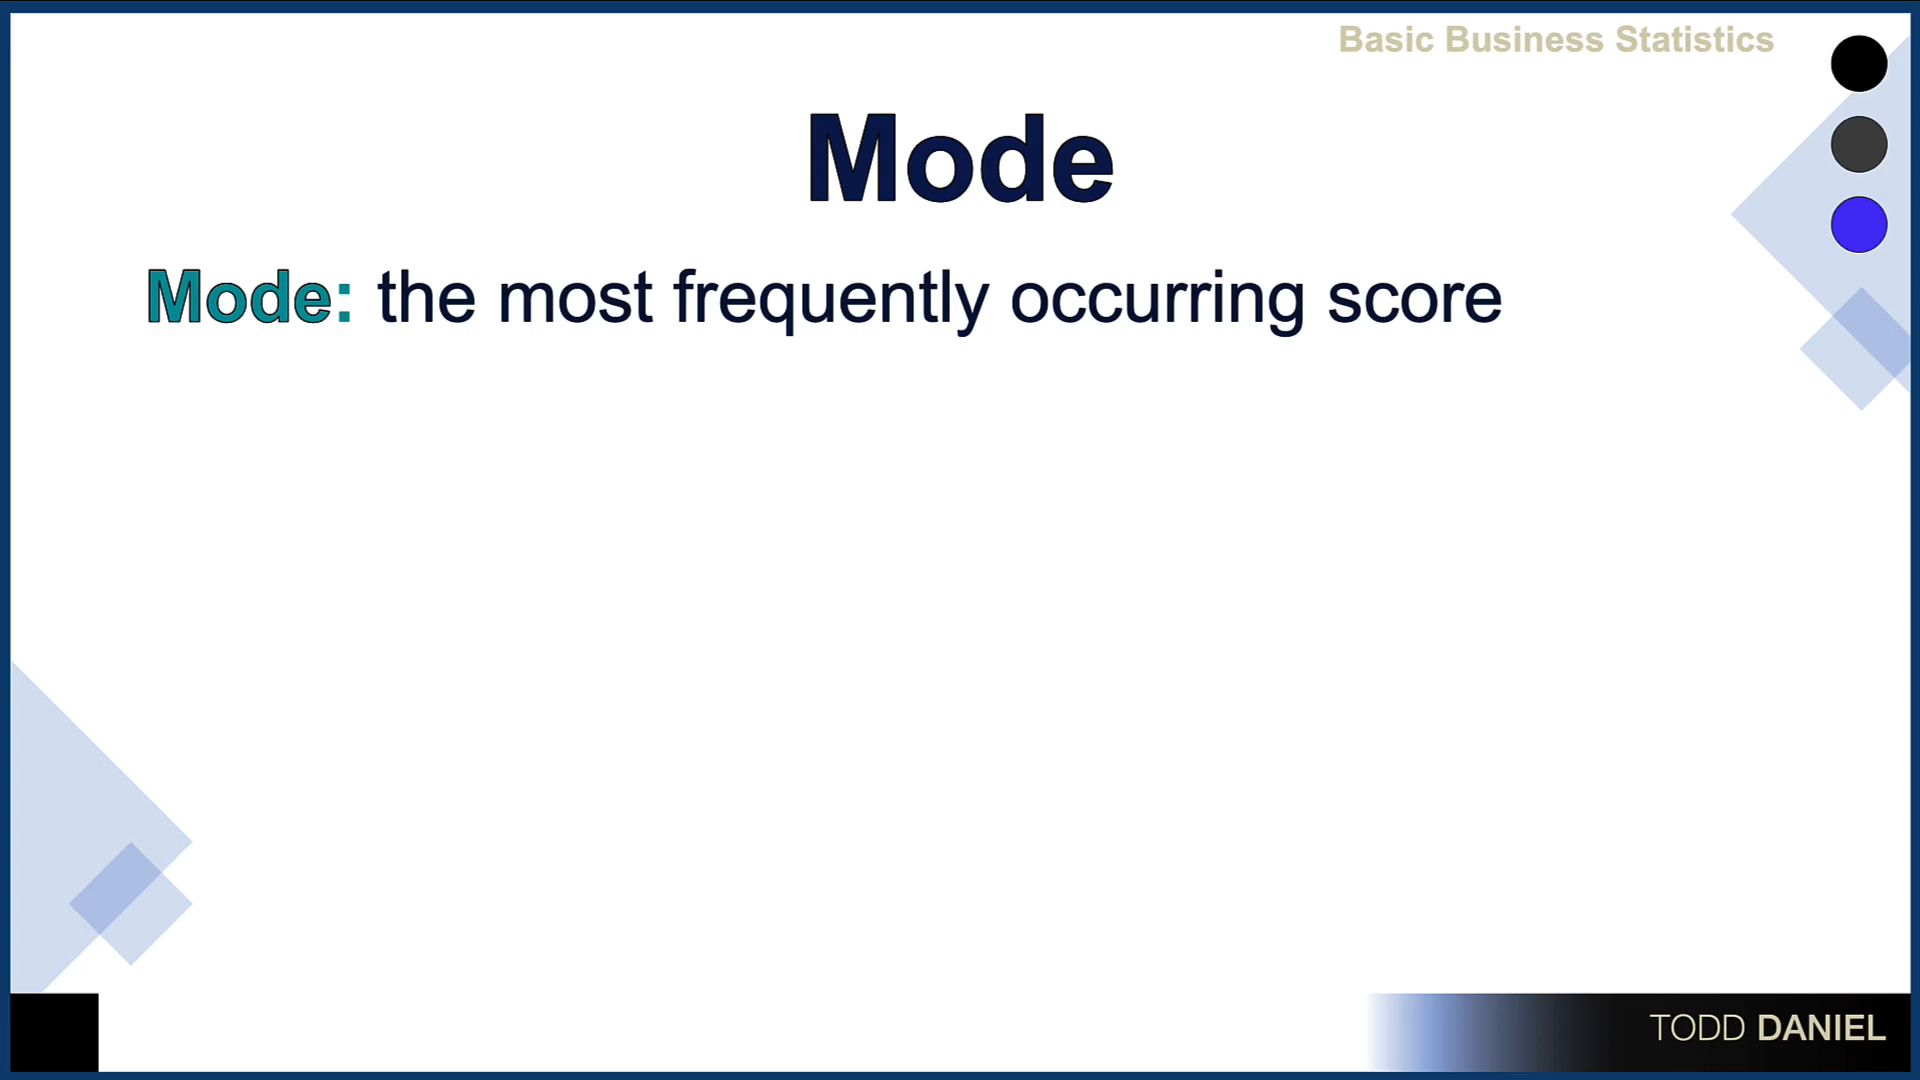 Basic Business Statistics
Mode
Mode: the most frequently occurring score
TODD DANIEL